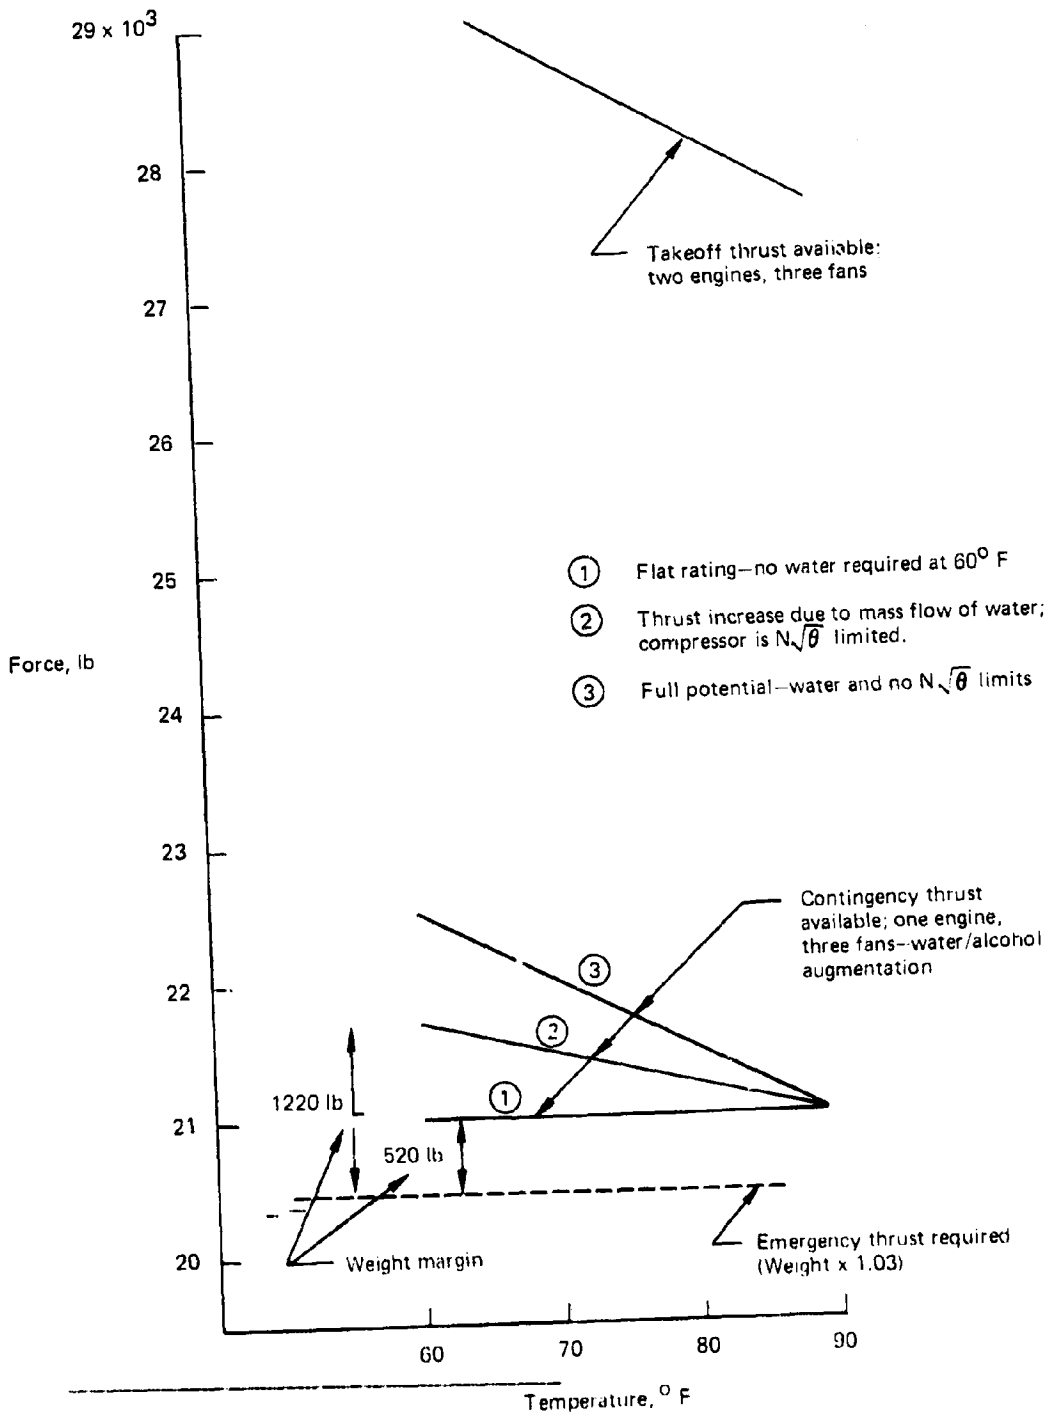 29 × 10³
28
27
26
25
24
23
22
21
20
Force, lb
Takeoff thrust available;
two engines, three fans
① Flat rating—no water required at 60° F
② Thrust increase due to mass flow of water;
compressor is N√θ limited.
③ Full potential—water and no N√θ limits
Contingency thrust
available; one engine,
three fans—water/alcohol
augmentation
③
②
①
1220 lb
520 lb
Weight margin
Emergency thrust required
(Weight x 1.03)
60
70
80
90
Temperature, ° F